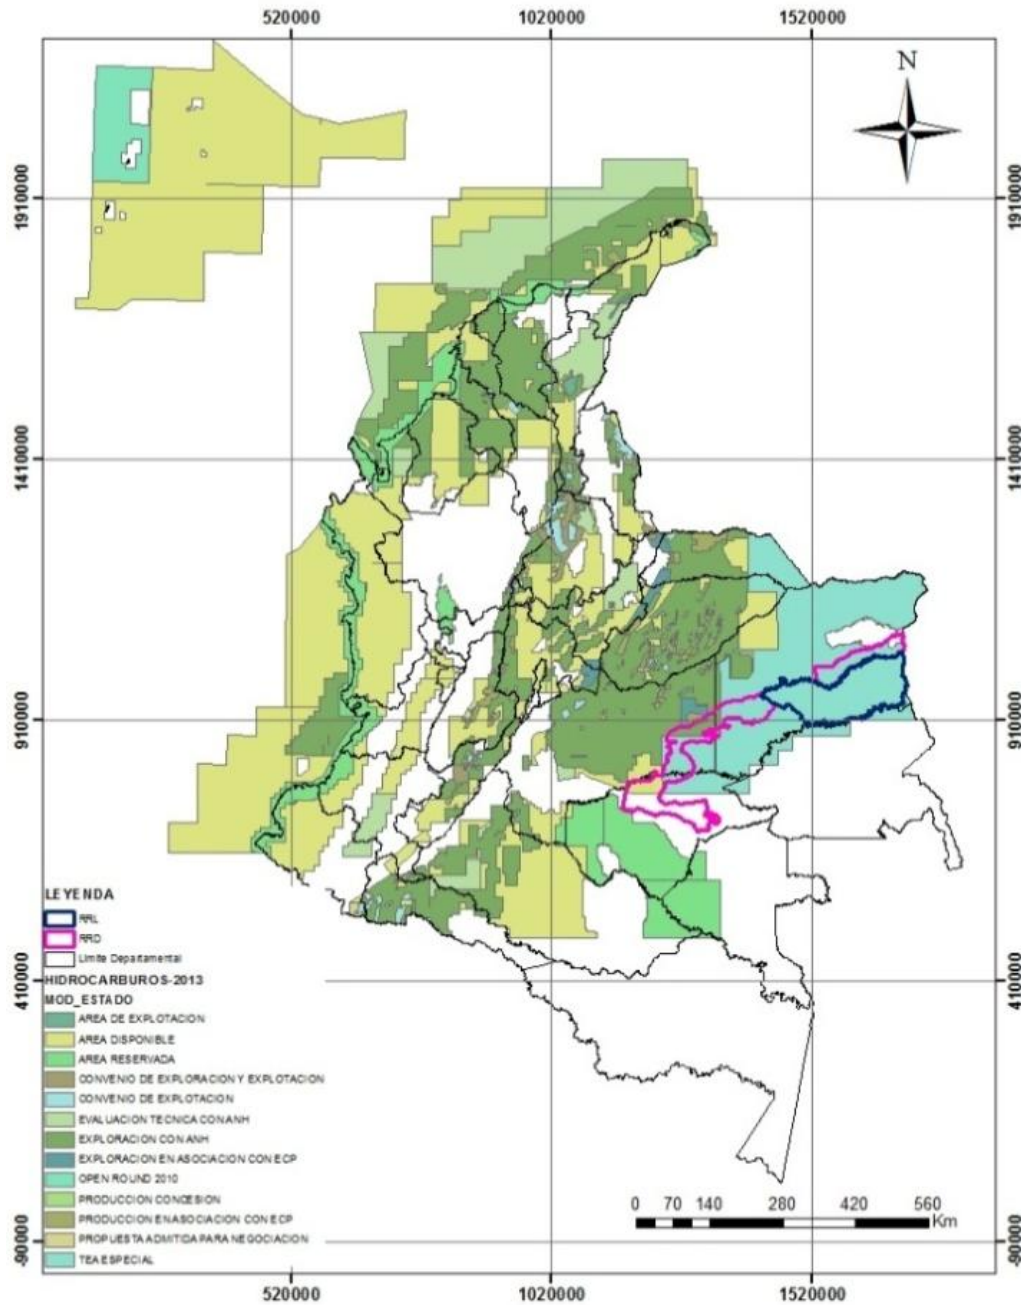 520000 1020000 1520000
N
1910000 1910000
1410000 1410000
910000 910000
LEYENDA
RRL
RRD
Limite Departamental
HIDROCARBUROS-2013
MOD_ESTADO
AREA DE EXPLOTACION
AREA DISPONIBLE
AREA RESERVADA
CONVENIO DE EXPLORACION Y EXPLOTACION
CONVENIO DE EXPLOTACION
EVALUACION TECNICA CON ANH
EXPLORACION CON ANH
EXPLORACION EN ASOCIACION CON ECP
OPEN ROUND 2010
PRODUCCION CONCESION
PRODUCCION EN ASOCIACION CON ECP
PROPUESTA ADMITIDA PARA NEGOCIACION
TEA ESPECIAL
410000 410000
0 70 140 280 420 560
Km
-90000 -90000
520000 1020000 1520000